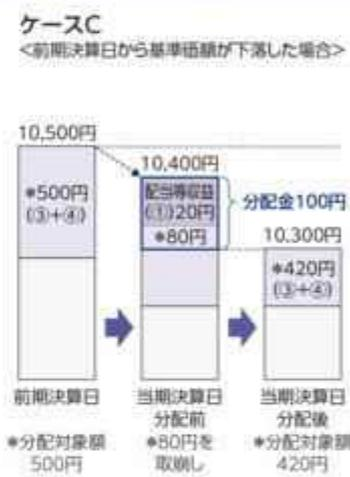 ケースC
<前期決算日から基準価額が下落した場合>
10,500円
10,400円
*500円
(③+④)
配当等収益
(①)20円
*80円
分配金100円
10,300円
*420円
(③+④)
前期決算日
当期決算日
分配前
当期決算日
分配後
*分配対象額
500円
*80円を
取崩し
*分配対象額
420円